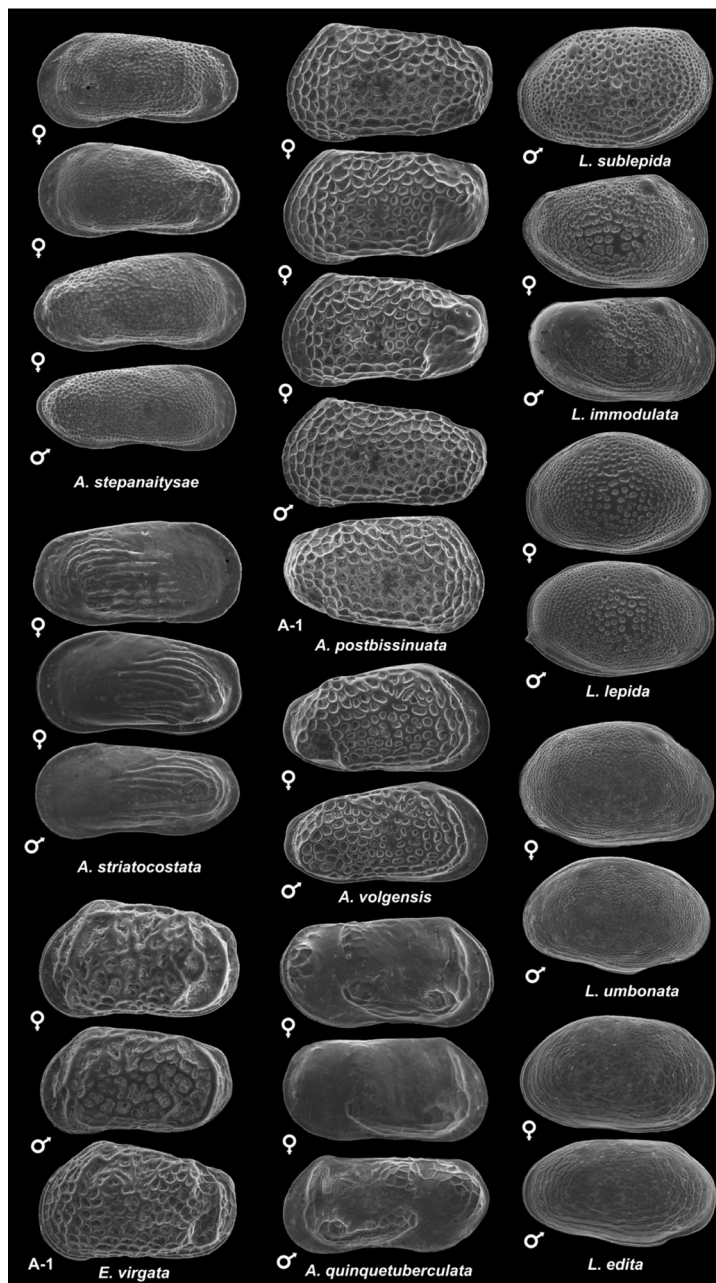 ♀
♀
♀
♂
A. stepanaitysae
♀
♀
♂
A. striatocostata
♀
♂
A-1
E. virgata
♀
♀
♀
♂
A-1
A. postbissinuata
♀
♂
A. volgensis
♀
♀
♂
A. quinquetuberculata
♂
L. sublepida
♀
♂
L. immodulata
♀
♂
L. lepida
♀
♂
L. umbonata
♀
♂
L. edita